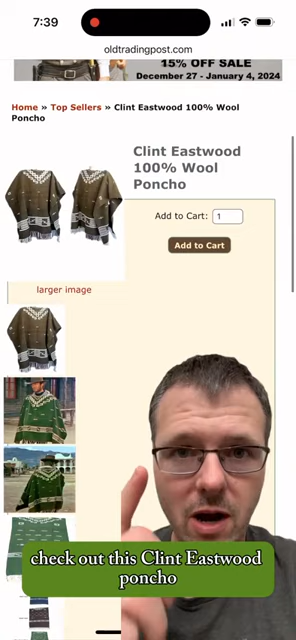 7:39
oldtradingpost.com
15% OFF SALE
December 27 - January 4, 2024
Home » Top Sellers » Clint Eastwood 100% Wool
Poncho
Clint Eastwood
100% Wool
Poncho
Add to Cart: 1
Add to Cart
larger image
check out this Clint Eastwood
poncho